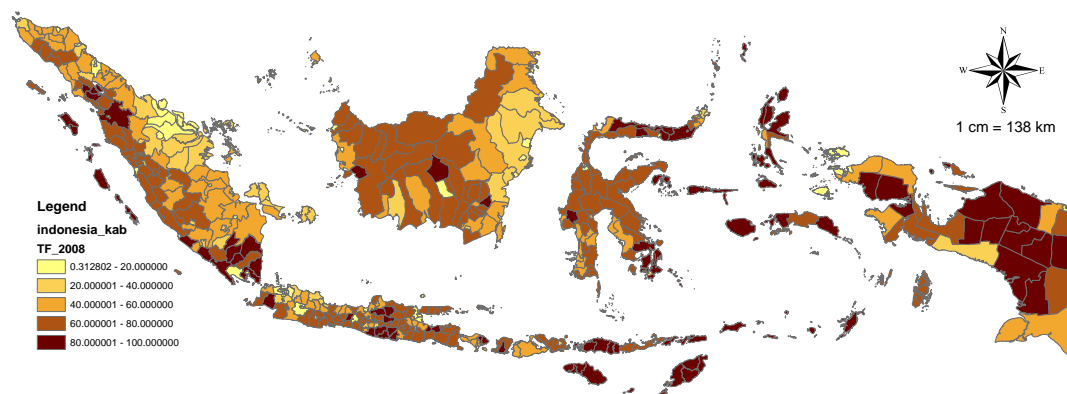 N
W E
S
1 cm = 138 km
Legend
indonesia_kab
TF_2008
0.312802 - 20.000000
20.000001 - 40.000000
40.000001 - 60.000000
60.000001 - 80.000000
80.000001 - 100.000000